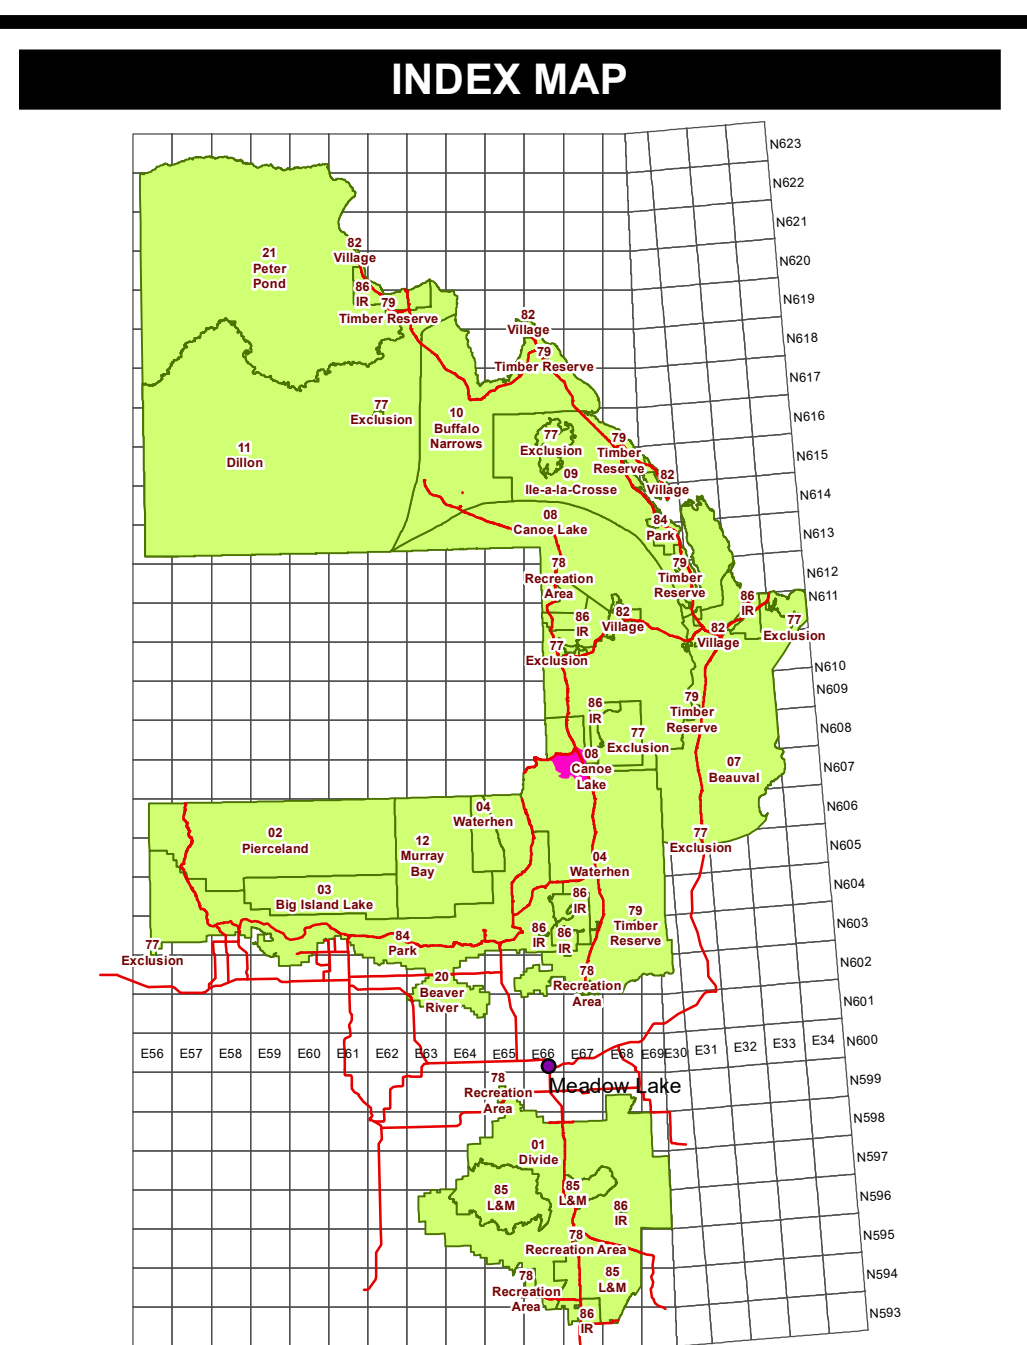 INDEX MAP
N623
N622
N621
N620
N619
N618
N617
N616
N615
N614
N613
N612
N611
N610
N609
N608
N607
N606
N605
N604
N603
N602
N601
N600
N599
N598
N597
N596
N595
N594
N593
21
Peter
Pond
82
Village
86
IR
79
Timber Reserve
82
Village
79
Timber Reserve
77
Exclusion
10
Buffalo
Narrows
11
Dillon
77
Exclusion
09
Ile-a-la-Crosse
79
Timber
Reserve
82
Village
08
Canoe Lake
84
Park
78
Recreation
Area
79
Timber
Reserve
86
IR
82
Village
86
IR
77
Exclusion
82
Village
77
Exclusion
86
IR
79
Timber
Reserve
77
Exclusion
08
Canoe
Lake
07
Beauval
04
Waterhen
02
Pierceland
12
Murray
Bay
77
Exclusion
03
Big Island Lake
04
Waterhen
86
IR
79
Timber
Reserve
86
IR
86
IR
84
Park
77
Exclusion
20
Beaver
River
78
Recreation
Area
E56 E57 E58 E59 E60 E61 E62 E63 E64 E65 E66 E67 E68 E69 E30 E31 E32 E33 E34
Meadow Lake
78
Recreation
Area
01
Divide
85
L&M
85
L&M
86
IR
78
Recreation Area
78
Recreation
Area
85
L&M
86
IR